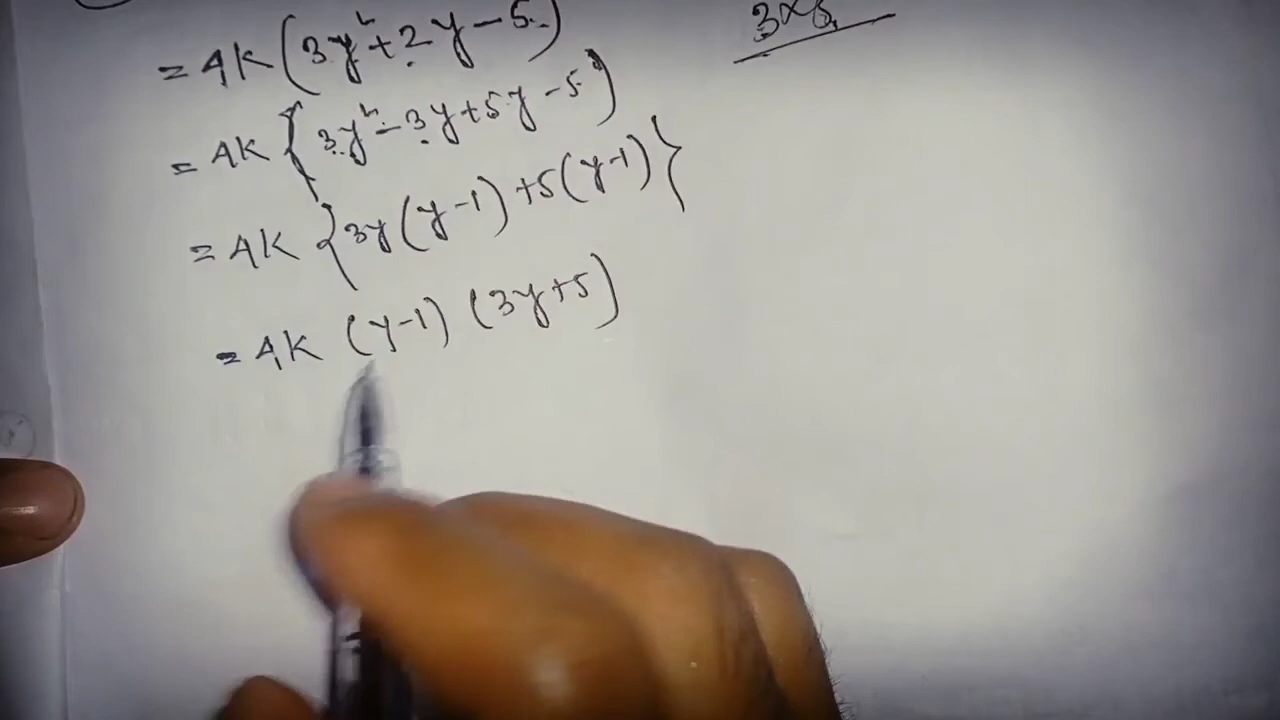 = 4K (3y² + 2y - 5)
3×5
= 4K { 3y² - 3y + 5y - 5 )
= 4K { 3y (y-1) + 5 (y-1) }
= 4K (y-1) (3y+5)